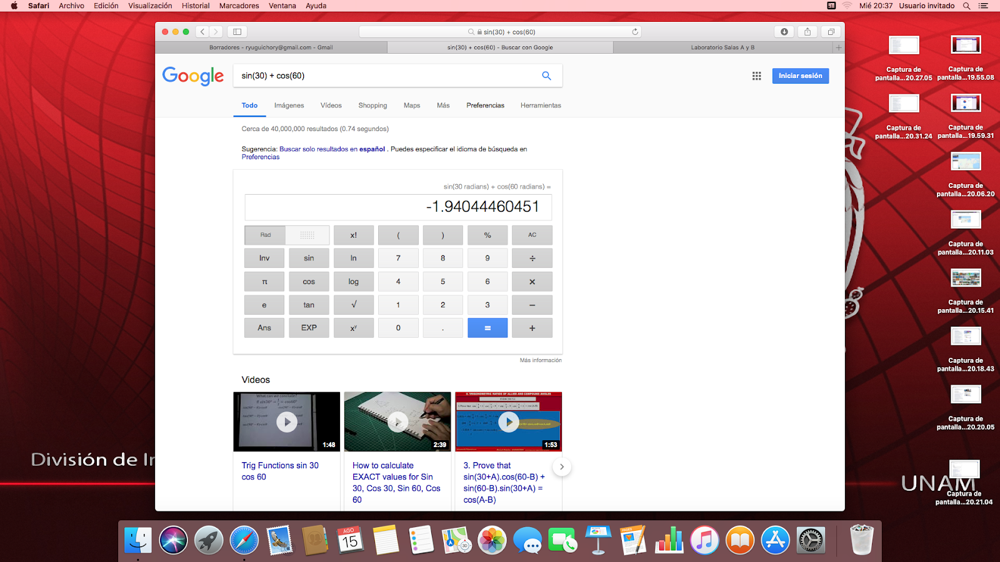 Safari Archivo Edición Visualización Historial Marcadores Ventana Ayuda
Mié 20:37 Usuario invitado
sin(30) + cos(60)
Borradores - ryuguichory@gmail.com - Gmail
sin(30) + cos(60) - Buscar con Google
Laboratorio Salas A y B
Google
sin(30) + cos(60)
Iniciar sesión
Todo Imágenes Vídeos Shopping Maps Más Preferencias Herramientas
Cerca de 40,000,000 resultados (0.74 segundos)
Sugerencia: Buscar solo resultados en español . Puedes especificar el idioma de búsqueda en
Preferencias
sin(30 radians) + cos(60 radians) =
-1.94044460451
Rad x! ( ) % AC
Inv sin ln 7 8 9 ÷
π cos log 4 5 6 ×
e tan √ 1 2 3 −
Ans EXP xʸ 0 . = +
Más información
Videos
What can we conclude?
1:48
2:39
1:53
Trig Functions sin 30
cos 60
How to calculate
EXACT values for Sin
30, Cos 30, Sin 60, Cos
60
3. Prove that
sin(30+A).cos(60-B) +
sin(60-B).sin(30+A) =
cos(A-B)
Captura de
pantalla...20.27.05
Captura de
pantalla...19.55.08
Captura de
pantalla...20.31.24
Captura de
pantalla...19.59.31
Captura de
pantalla...20.06.20
Captura de
pantalla...20.11.03
Captura de
pantalla...20.15.41
Captura de
pantalla...20.18.43
Captura de
pantalla...20.20.05
Captura de
pantalla...20.21.04
División de In
UNAM
AGO
15
3D
PAGES